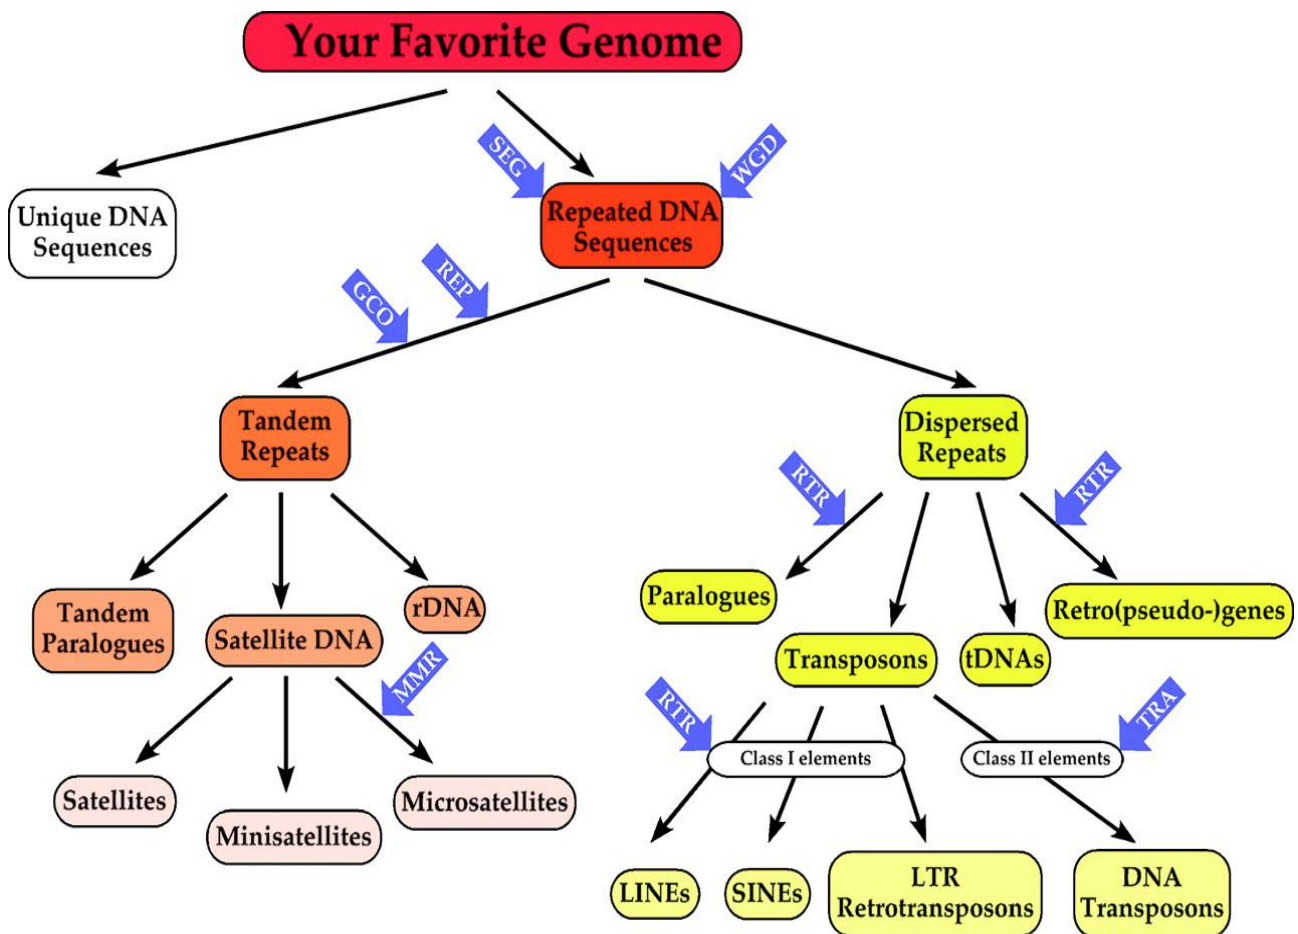 Your Favorite Genome
SEG
WGD
Unique DNA
Sequences
Repeated DNA
Sequences
GCO
REP
Tandem
Repeats
Dispersed
Repeats
RTR
RTR
Tandem
Paralogues
Satellite DNA
rDNA
Paralogues
Transposons
tDNAs
Retro(pseudo-)genes
MMR
RTR
TRA
Class I elements
Class II elements
Satellites
Minisatellites
Microsatellites
LINEs
SINEs
LTR
Retrotransposons
DNA
Transposons